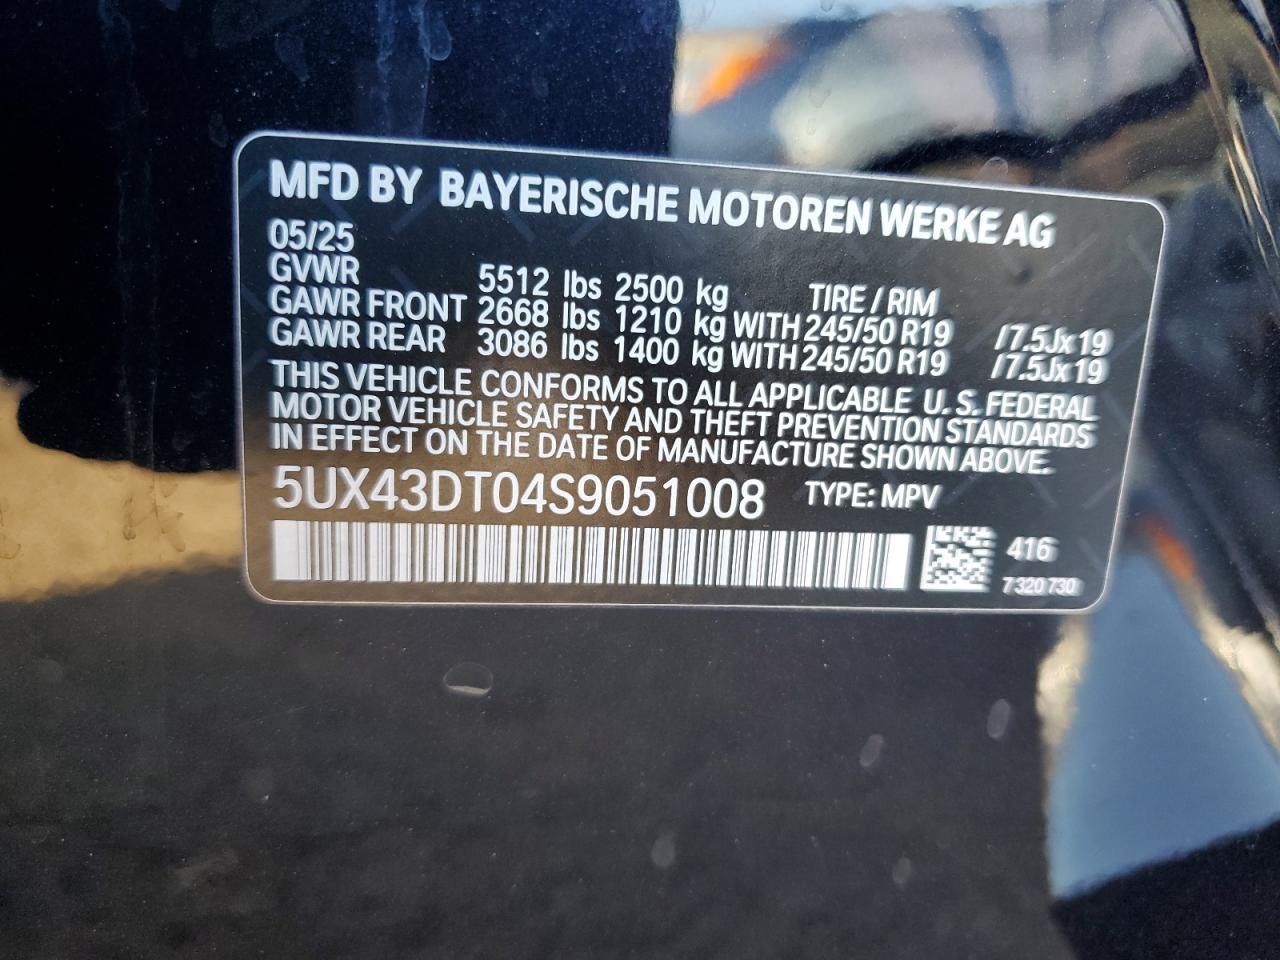 MFD BY BAYERISCHE MOTOREN WERKE AG
05/25
GVWR 5512 lbs 2500 kg TIRE / RIM
GAWR FRONT 2668 lbs 1210 kg WITH 245/50 R19 /7.5Jx19
GAWR REAR 3086 lbs 1400 kg WITH 245/50 R19 /7.5Jx19
THIS VEHICLE CONFORMS TO ALL APPLICABLE U.S. FEDERAL
MOTOR VEHICLE SAFETY AND THEFT PREVENTION STANDARDS
IN EFFECT ON THE DATE OF MANUFACTURE SHOWN ABOVE.
5UX43DT04S9051008 TYPE: MPV
416
7 320 730